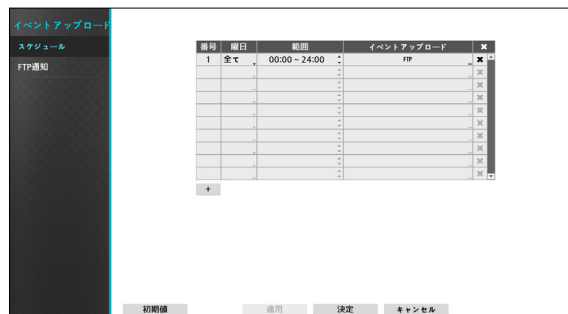 イベントアップロード
スケジュール
FTP通知
番号 曜日 範囲 イベントアップロード ×
1 全て 00:00 ~ 24:00 FTP ×
+
初期値 適用 決定 キャンセル